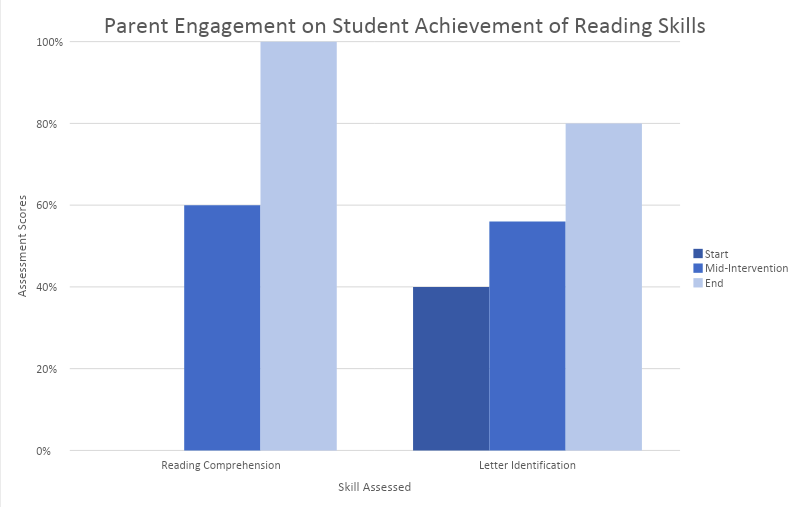 Parent Engagement on Student Achievement of Reading Skills
100%
80%
60%
40%
20%
0%
Assessment Scores
Reading Comprehension
Letter Identification
Skill Assessed
Start
Mid-Intervention
End